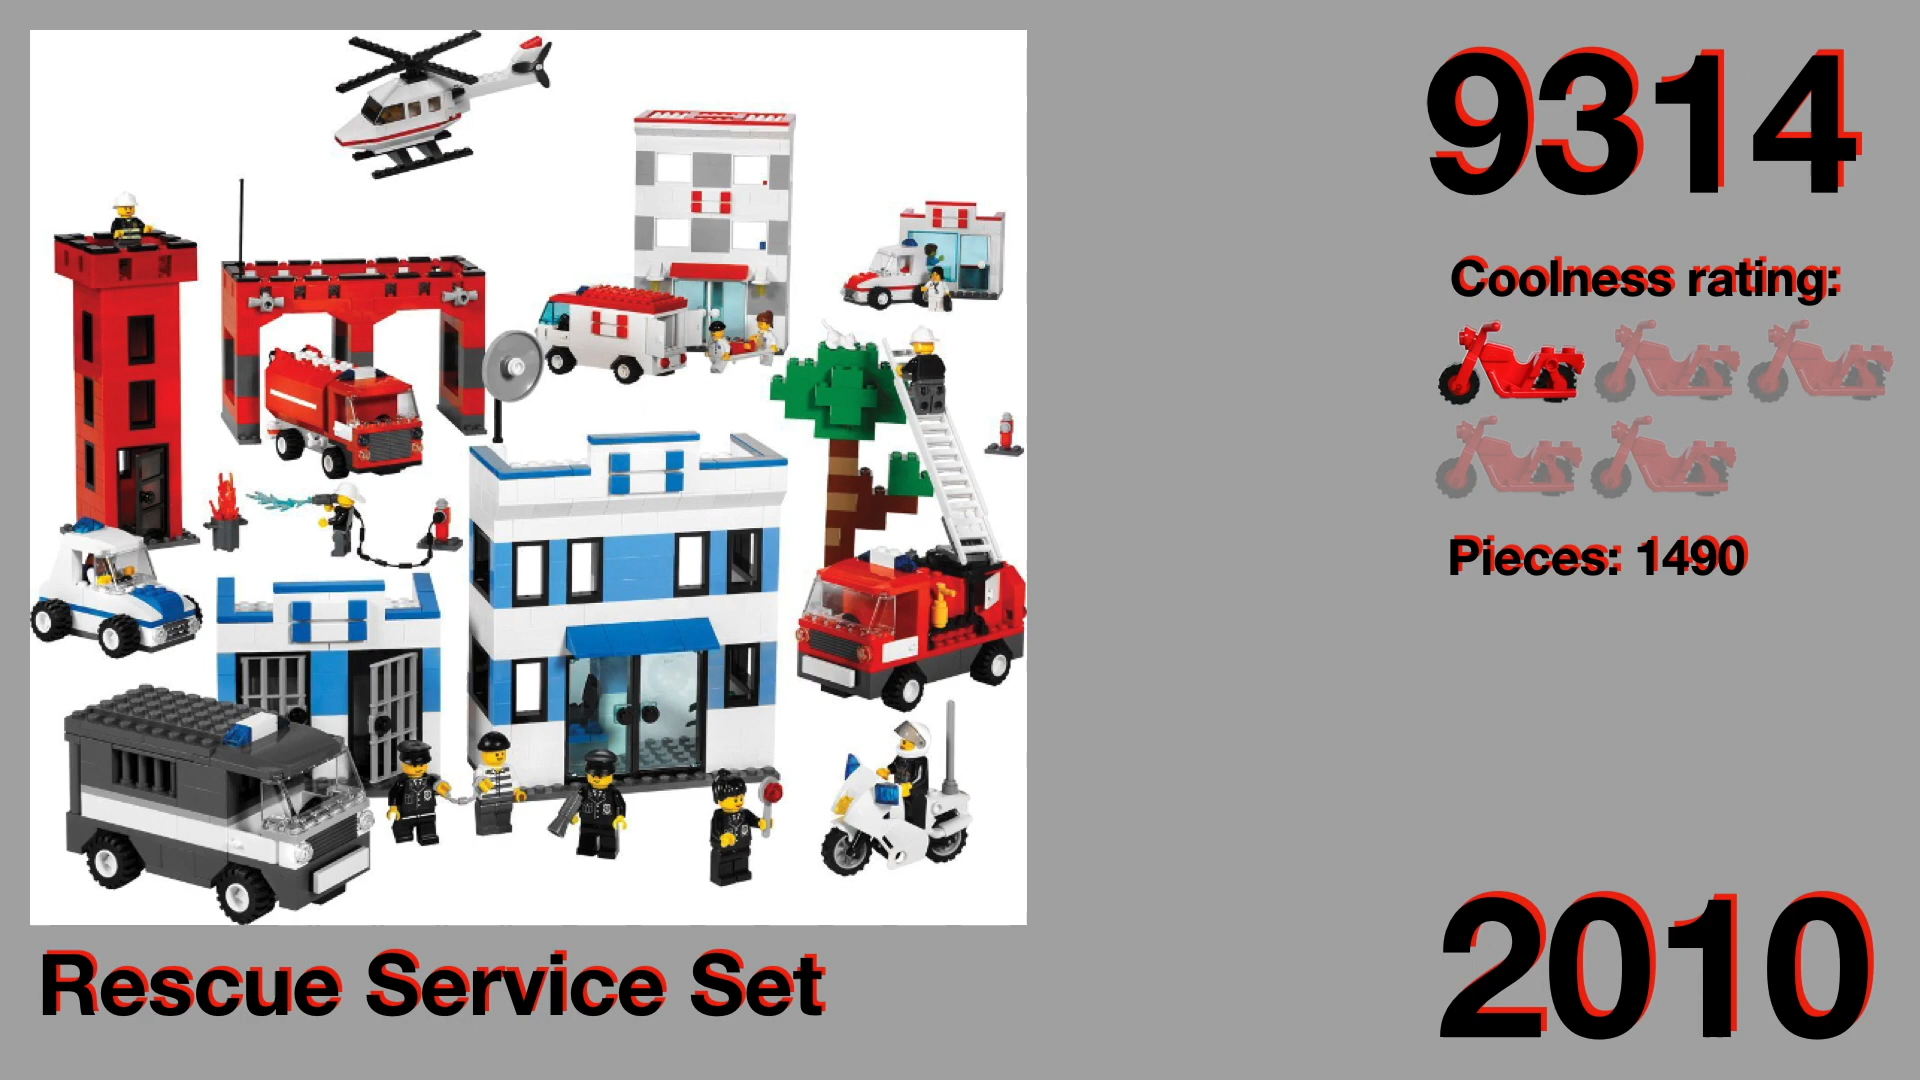 9314
Coolness rating:
Pieces: 1490
Rescue Service Set
2010